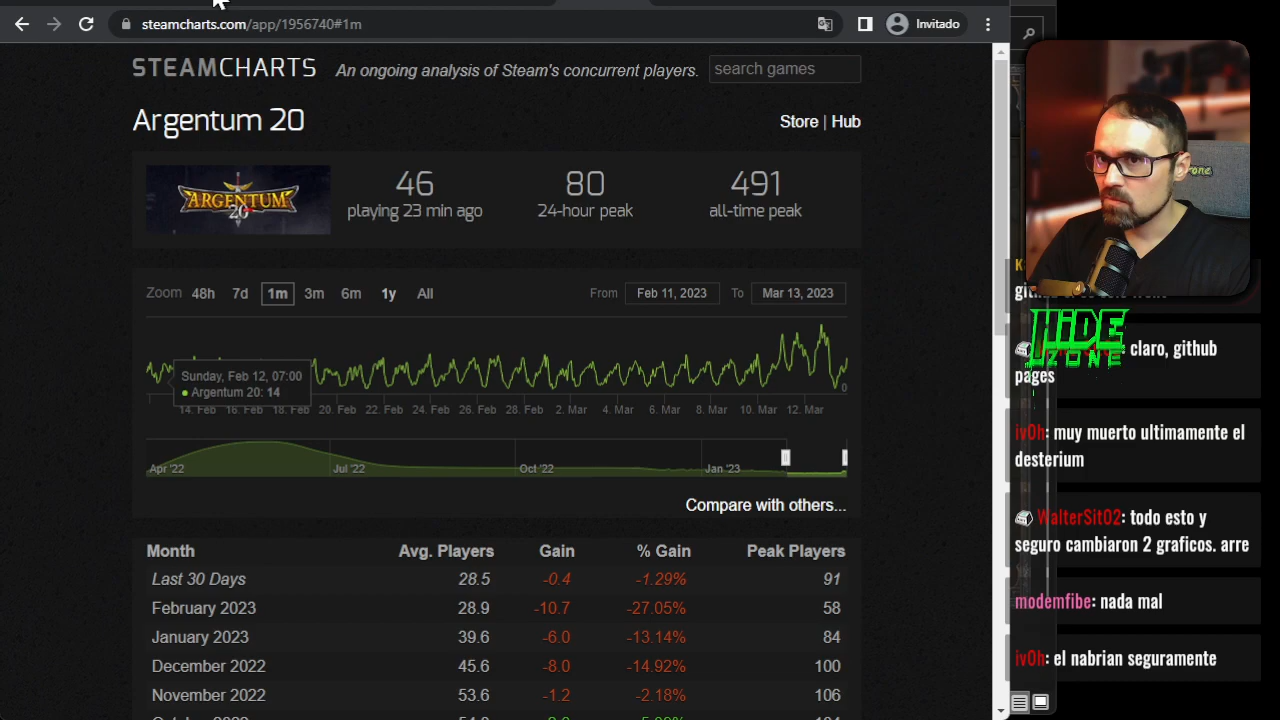 steamcharts.com/app/1956740#1m
Invitado
STEAMCHARTS
An ongoing analysis of Steam's concurrent players.
search games
Argentum 20
Store | Hub
ARGENTUM
20
46
playing 23 min ago
80
24-hour peak
491
all-time peak
Zoom 48h 7d 1m 3m 6m 1y All
From Feb 11, 2023 To Mar 13, 2023
Sunday, Feb 12, 07:00
Argentum 20: 14
0
14. Feb 16. Feb 18. Feb 20. Feb 22. Feb 24. Feb 26. Feb 28. Feb 2. Mar 4. Mar 6. Mar 8. Mar 10. Mar 12. Mar
Apr '22 Jul '22 Oct '22 Jan '23
Compare with others...
Month Avg. Players Gain % Gain Peak Players
Last 30 Days 28.5 -0.4 -1.29% 91
February 2023 28.9 -10.7 -27.05% 58
January 2023 39.6 -6.0 -13.14% 84
December 2022 45.6 -8.0 -14.92% 100
November 2022 53.6 -1.2 -2.18% 106
HiDE
ZONE
claro, github
pages
ivOh: muy muerto ultimamente el
desterium
WalterSit02: todo esto y
seguro cambiaron 2 graficos. arre
modemfibe: nada mal
ivOh: el nabrian seguramente